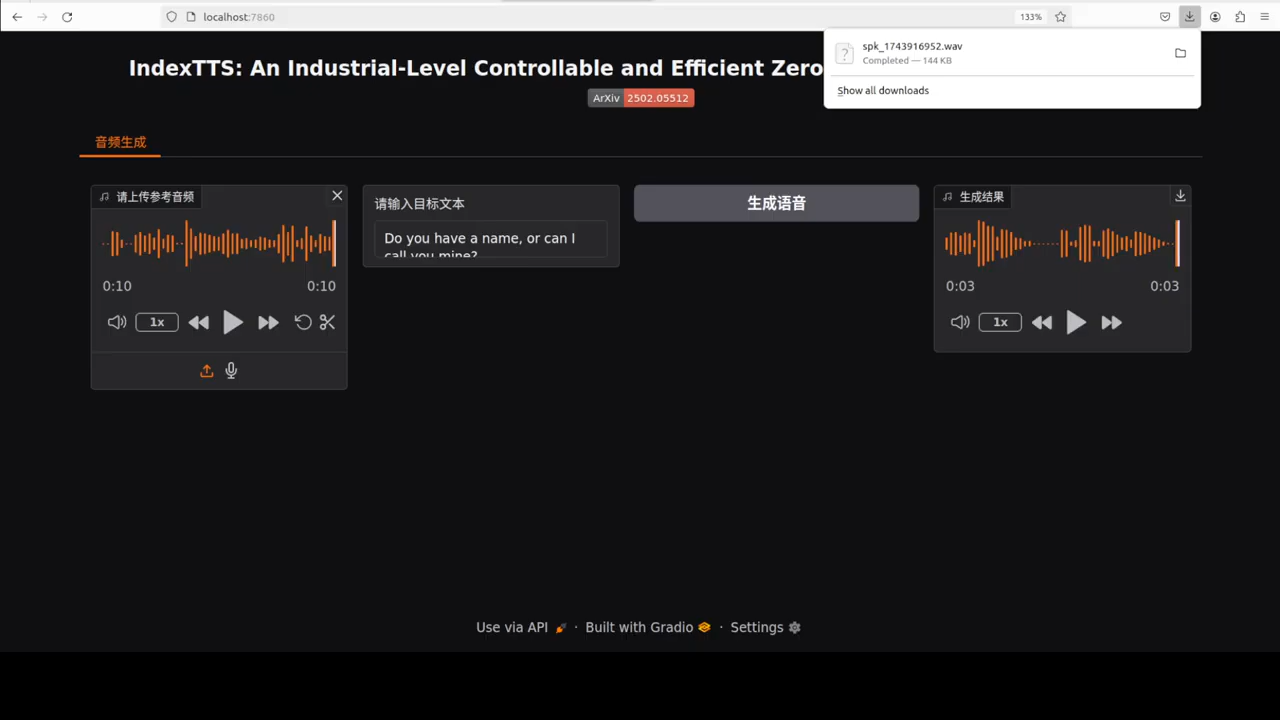 localhost:7860
133%
spk_1743916952.wav
Completed — 144 KB
Show all downloads
IndexTTS: An Industrial-Level Controllable and Efficient Zero
ArXiv 2502.05512
音频生成
请上传参考音频
0:10 0:10
1x
请输入目标文本
Do you have a name, or can I
call you mine?
生成语音
生成结果
0:03 0:03
1x
Use via API · Built with Gradio · Settings